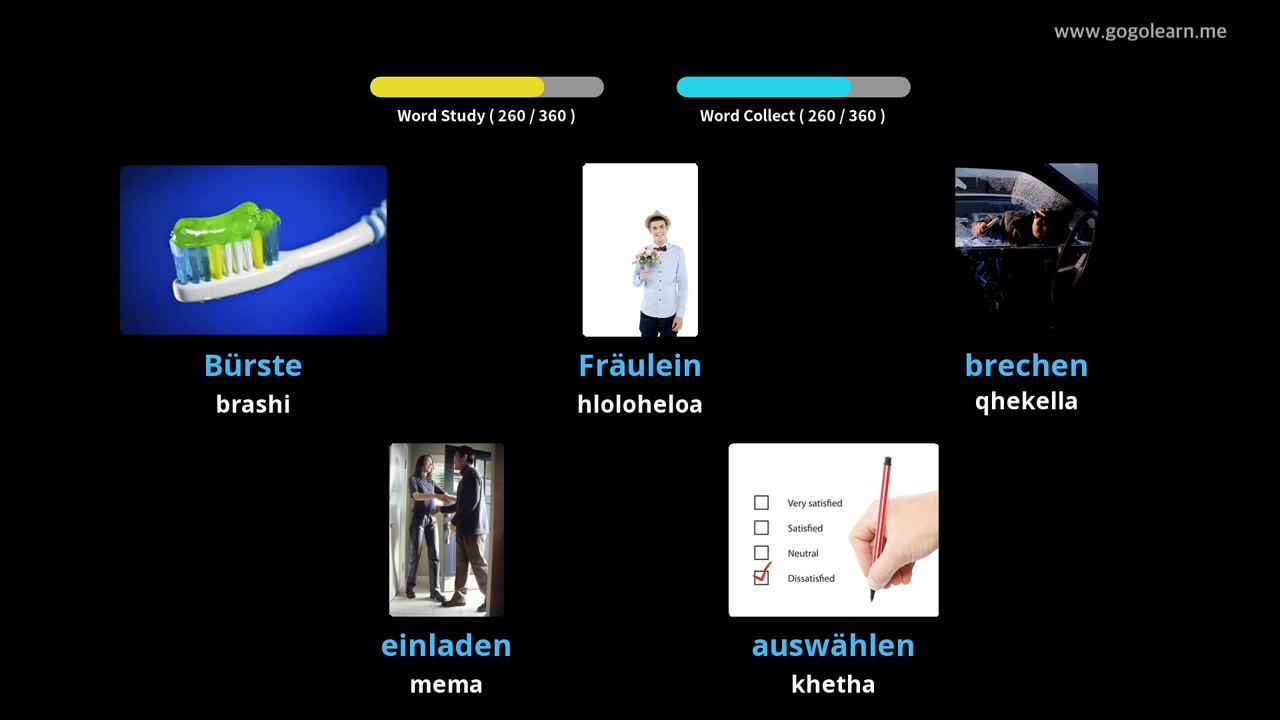 www.gogolearn.me
Word Study ( 260 / 360 )
Word Collect ( 260 / 360 )
Bürste
brashi
Fräulein
hloloheloa
brechen
qhekella
Very satisfied
Satisfied
Neutral
Dissatisfied
einladen
mema
auswählen
khetha